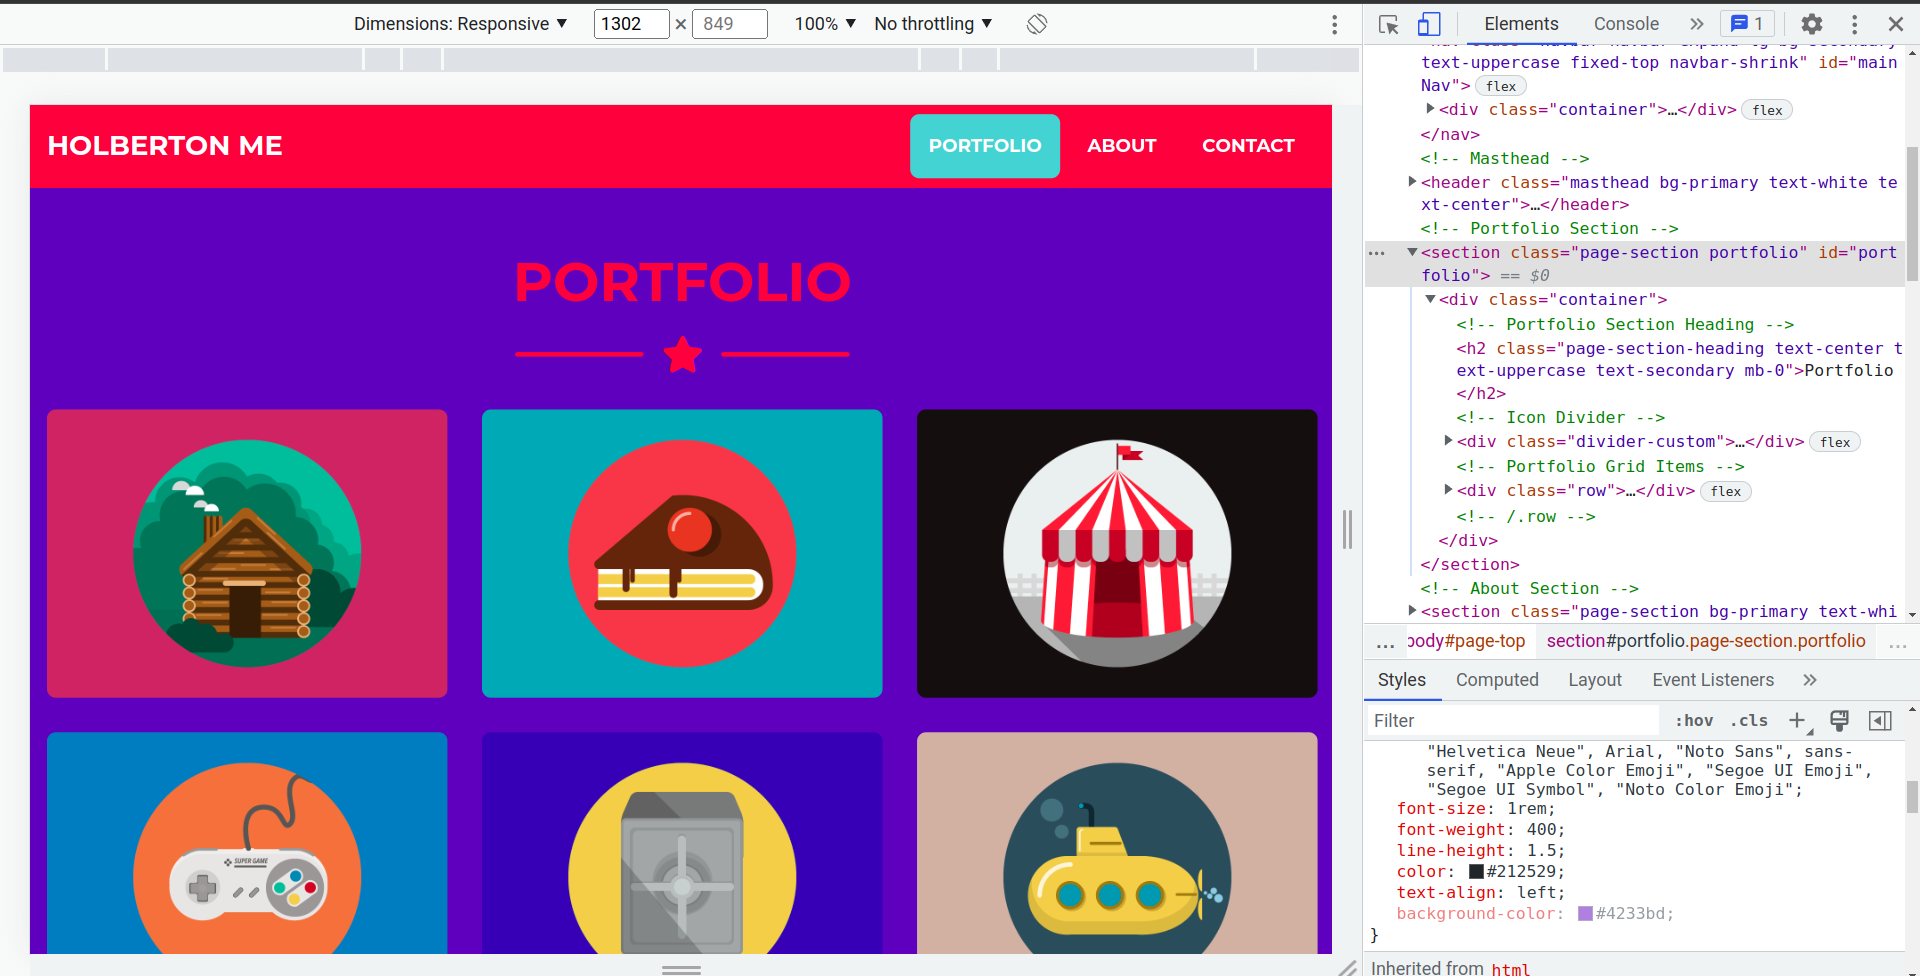 Dimensions: Responsive ▼ 1302 × 849 100% ▼ No throttling ▼
Elements Console » 1
HOLBERTON ME
PORTFOLIO ABOUT CONTACT
PORTFOLIO
SUPER GAME
text-uppercase fixed-top navbar-shrink" id="main
Nav"> flex
▶<div class="container">…</div> flex
</nav>
<!-- Masthead -->
▶<header class="masthead bg-primary text-white te
xt-center">…</header>
<!-- Portfolio Section -->
… ▼<section class="page-section portfolio" id="port
folio"> == $0
▼<div class="container">
<!-- Portfolio Section Heading -->
<h2 class="page-section-heading text-center t
ext-uppercase text-secondary mb-0">Portfolio
</h2>
<!-- Icon Divider -->
▶<div class="divider-custom">…</div> flex
<!-- Portfolio Grid Items -->
▶<div class="row">…</div> flex
<!-- /.row -->
</div>
</section>
<!-- About Section -->
▶<section class="page-section bg-primary text-whi
… body#page-top section#portfolio.page-section.portfolio …
Styles Computed Layout Event Listeners »
Filter :hov .cls +
"Helvetica Neue", Arial, "Noto Sans", sans-
serif, "Apple Color Emoji", "Segoe UI Emoji",
"Segoe UI Symbol", "Noto Color Emoji";
font-size: 1rem;
font-weight: 400;
line-height: 1.5;
color: #212529;
text-align: left;
background-color: #4233bd;
}
Inherited from html